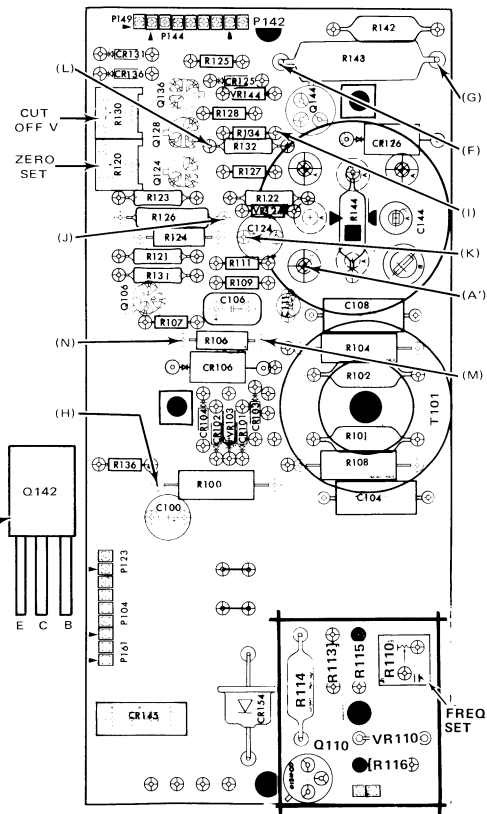 P149
P142
P144
R142
CR131
R125
R143
CR136
(L)
CR125
(G)
VR144
Q136
Q144
R130
R128
(F)
CUT
OFF V
Q128
RJ34
CR126
R132
ZERO
SET
R120
Q124
R127
(I)
R123
R122
R144
C144
VR122
R126
(J)
C124
R124
(K)
R121
R111
R131
R109
(A')
Q106
C106
C111
C108
R107
(N)
R106
R104
(M)
CR106
R102
(H)
CR104
CR102
VR103
CR101
CR103
T101
R101
R136
R108
Q142
R100
C104
C100
P123
E C B
P104
P161
R113
R115
R110
R114
CR145
CR154
FREQ
SET
Q110
VR110
R116